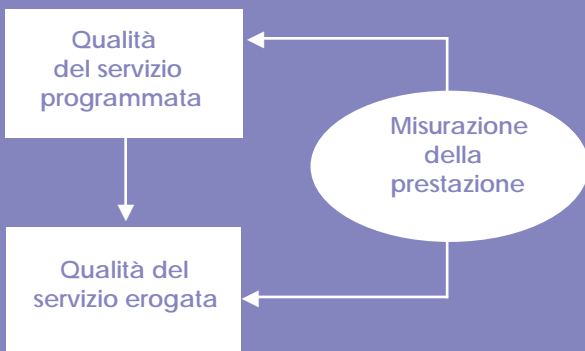 Qualità
del servizio
programmata
Misurazione
della
prestazione
Qualità del
servizio erogata